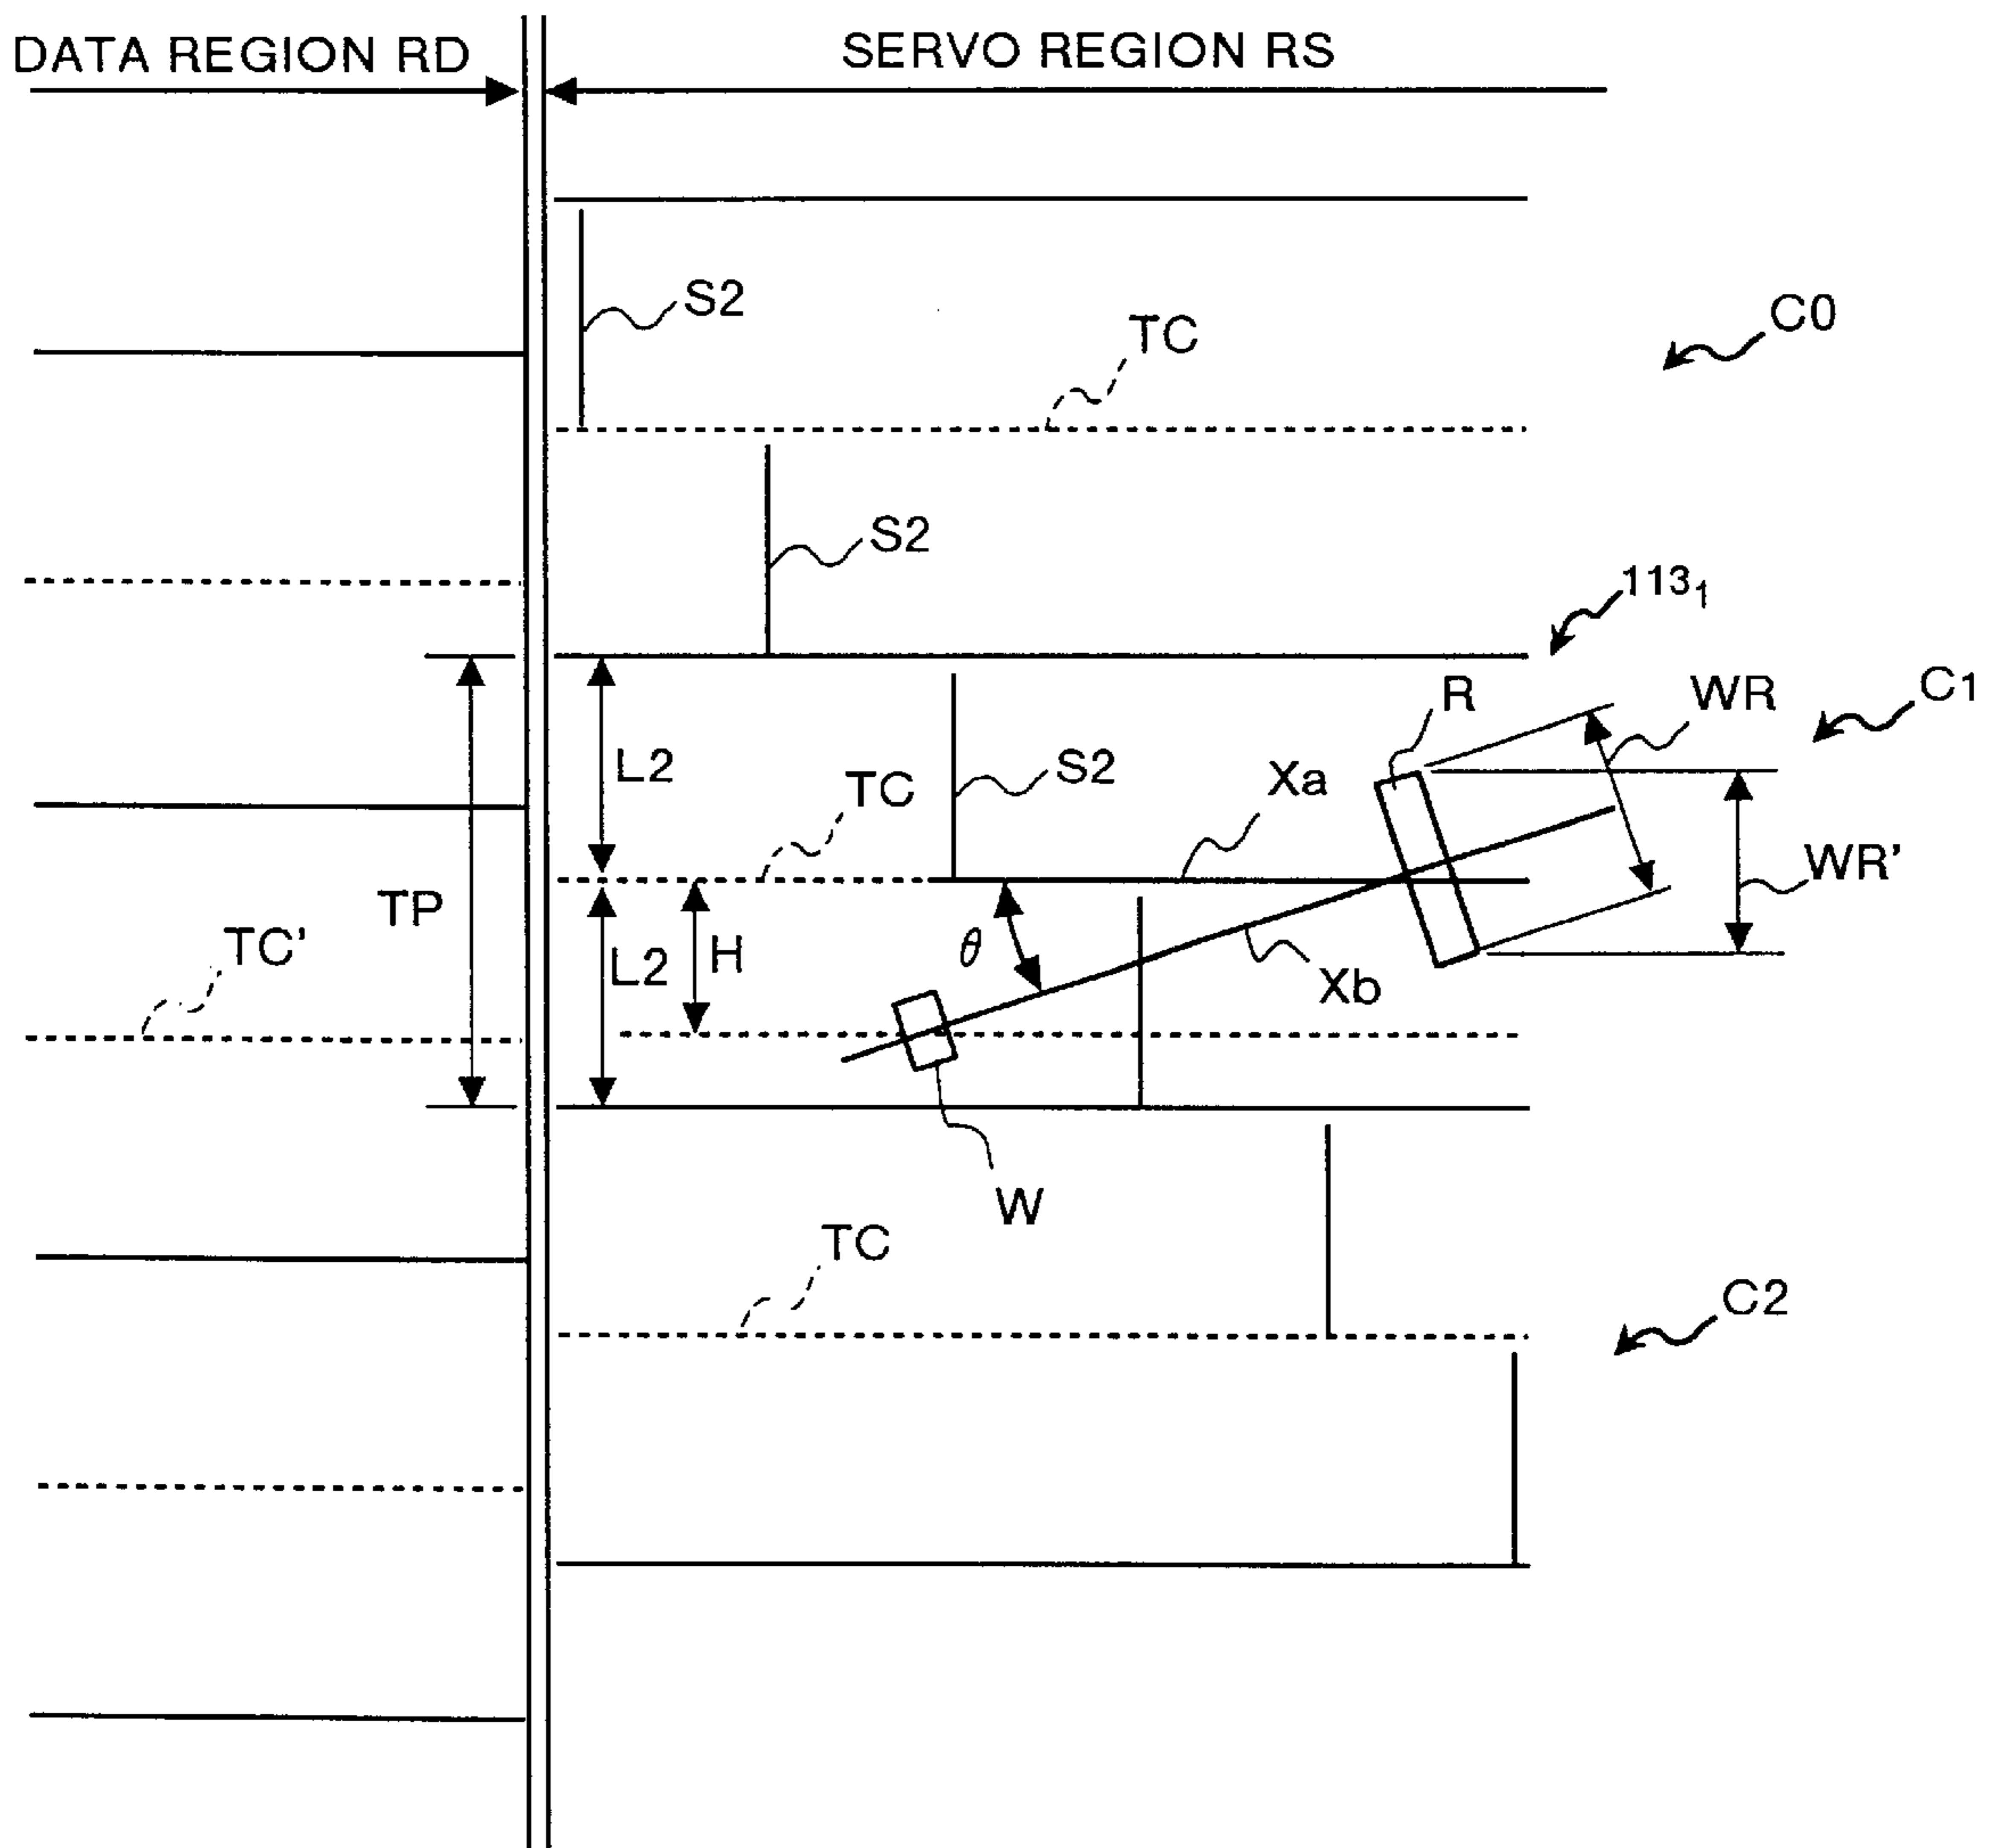 DATA REGION RD
SERVO REGION RS
S2
TC
C0
S2
113₁
R
WR
C1
L2
TC
S2
Xa
WR'
TP
TC'
L2
H
θ
Xb
W
TC
C2